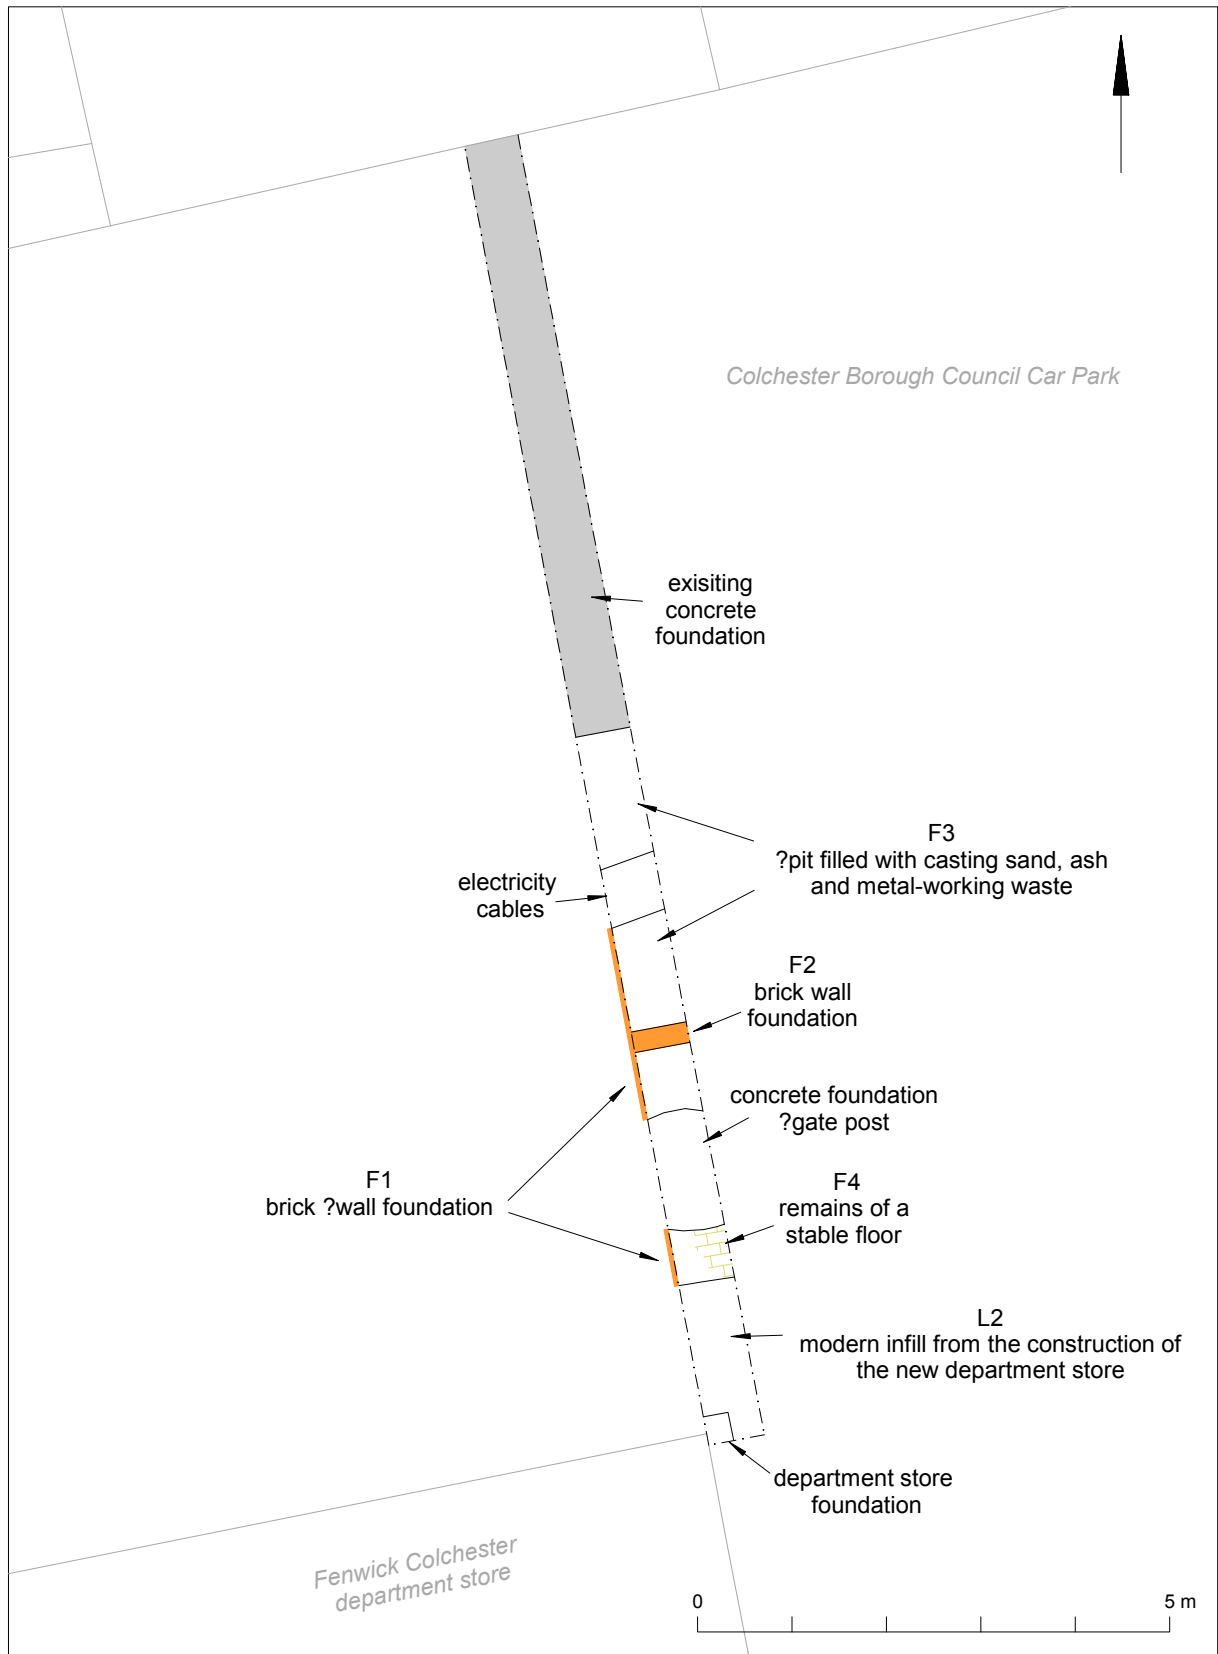 Colchester Borough Council Car Park
exisiting
concrete
foundation
F3
?pit filled with casting sand, ash
and metal-working waste
electricity
cables
F2
brick wall
foundation
concrete foundation
?gate post
F1
brick ?wall foundation
F4
remains of a
stable floor
L2
modern infill from the construction of
the new department store
department store
foundation
Fenwick Colchester
department store
0 5 m